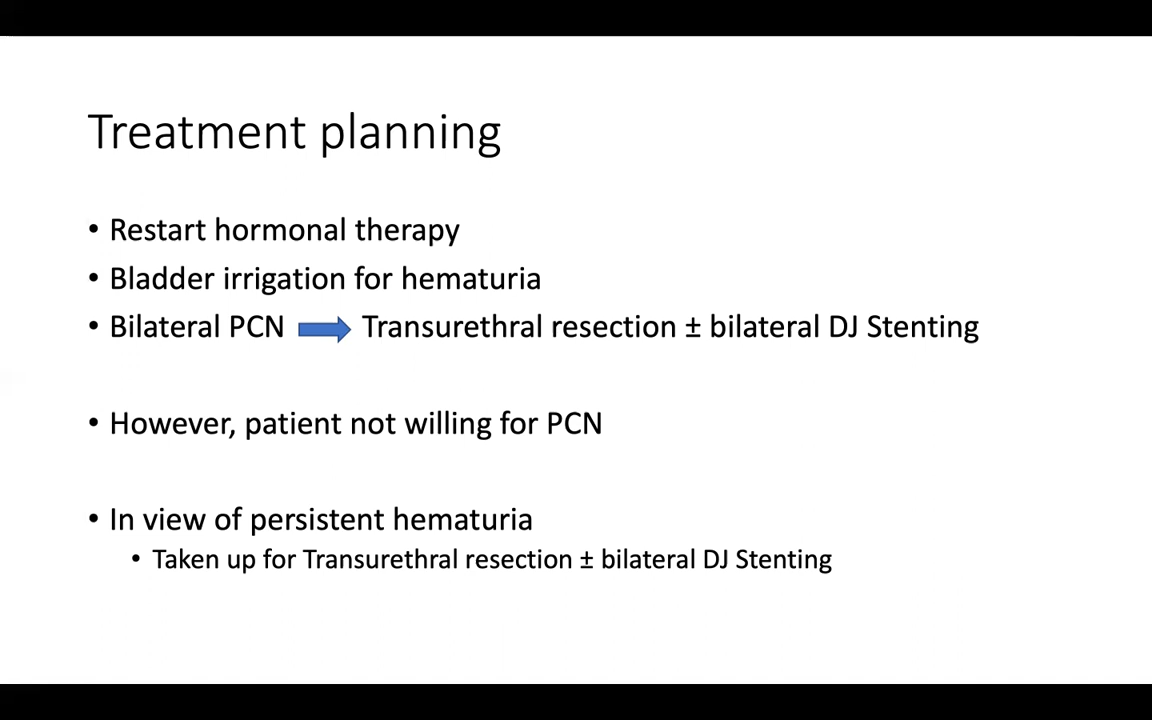 Treatment planning
• Restart hormonal therapy
• Bladder irrigation for hematuria
• Bilateral PCN Transurethral resection ± bilateral DJ Stenting
• However, patient not willing for PCN
• In view of persistent hematuria
• Taken up for Transurethral resection ± bilateral DJ Stenting